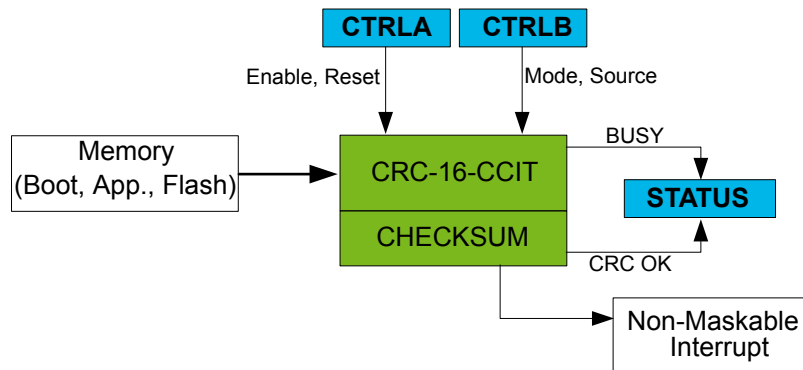 CTRLA CTRLB
Enable, Reset
Mode, Source
Memory
(Boot, App., Flash)
CRC-16-CCIT
BUSY
STATUS
CHECKSUM
CRC OK
Non-Maskable
Interrupt